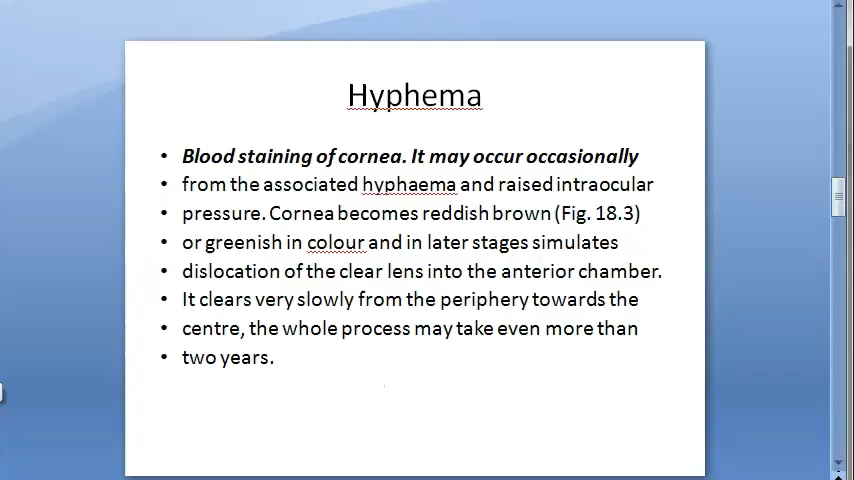 Hyphema
• Blood staining of cornea. It may occur occasionally
• from the associated hyphaema and raised intraocular
• pressure. Cornea becomes reddish brown (Fig. 18.3)
• or greenish in colour and in later stages simulates
• dislocation of the clear lens into the anterior chamber.
• It clears very slowly from the periphery towards the
• centre, the whole process may take even more than
• two years.